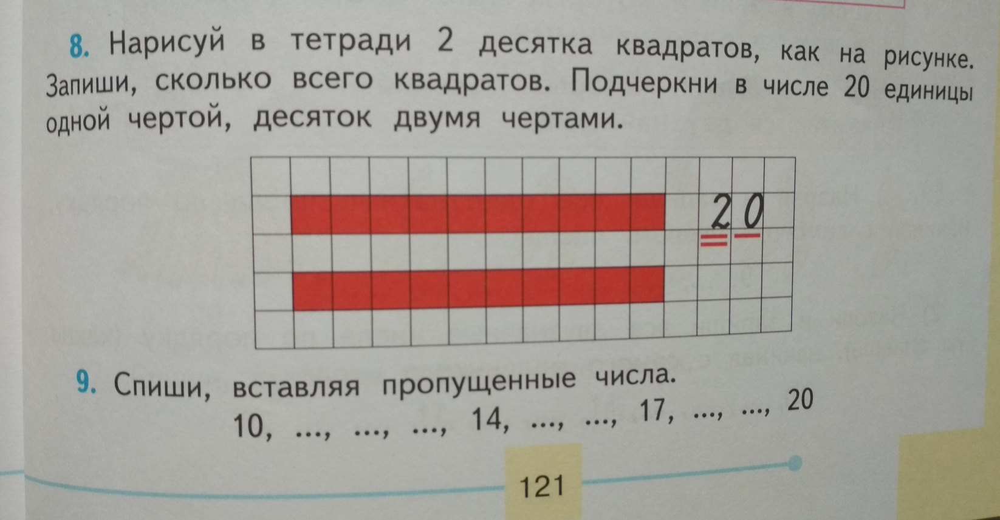 8. Нарисуй в тетради 2 десятка квадратов, как на рисунке.
Запиши, сколько всего квадратов. Подчеркни в числе 20 единицы
одной чертой, десяток двумя чертами.
20
9. Спиши, вставляя пропущенные числа.
10, ..., ..., ..., 14, ..., ..., 17, ..., ..., 20
121